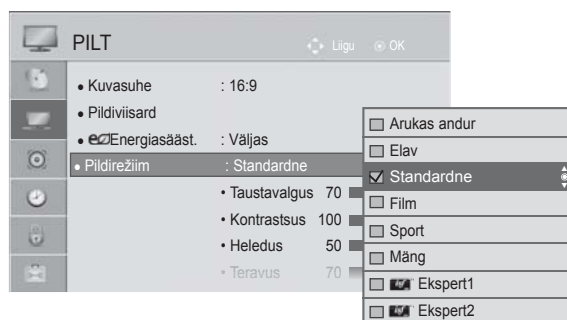 PILT
Liigu OK
• Kuvasuhe : 16:9
• Pildiviisard
• eco Energiasääst. : Väljas
• Pildirežiim : Standardne
• Taustavalgus 70
• Kontrastsus 100
• Heledus 50
• Teravus 70
Arukas andur
Elav
Standardne
Film
Sport
Mäng
Ekspert1
Ekspert2